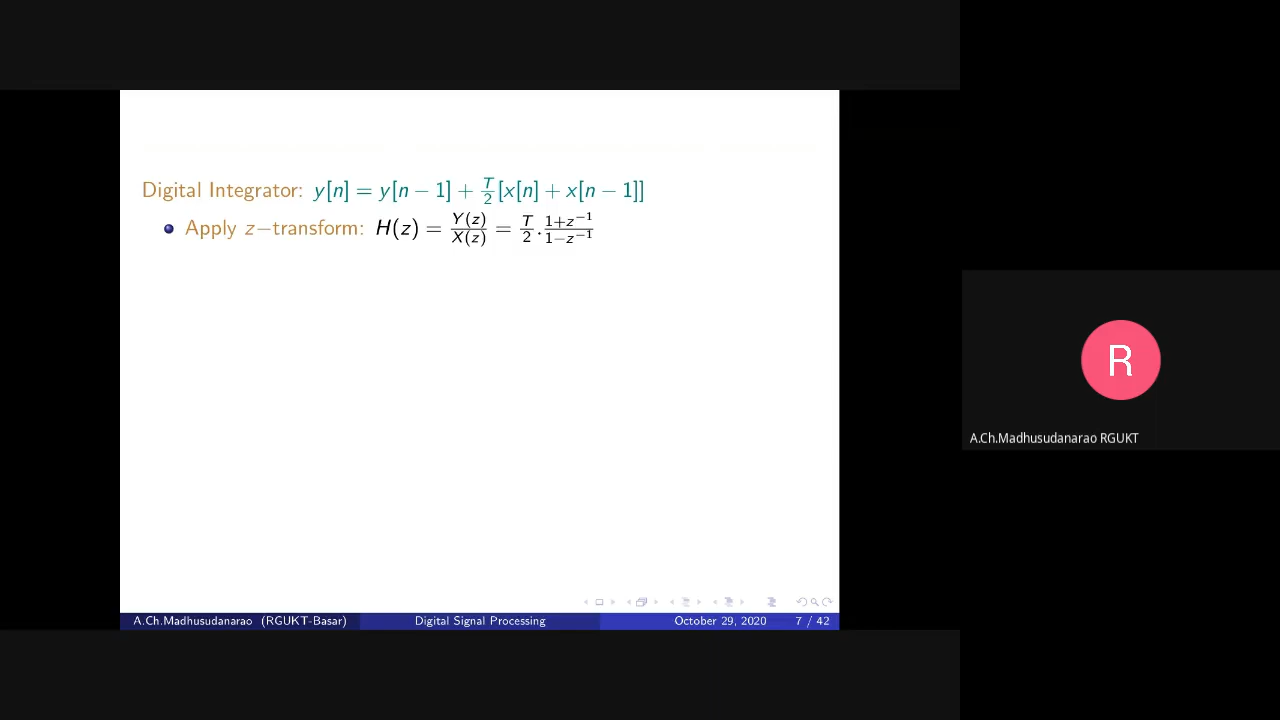 Digital Integrator: y[n] = y[n − 1] + T/2 [x[n] + x[n − 1]]
Apply z−transform: H(z) = Y(z)/X(z) = T/2 . 1+z⁻¹/1−z⁻¹
R
A.Ch.Madhusudanarao RGUKT
A.Ch.Madhusudanarao (RGUKT-Basar) Digital Signal Processing October 29, 2020 7 / 42